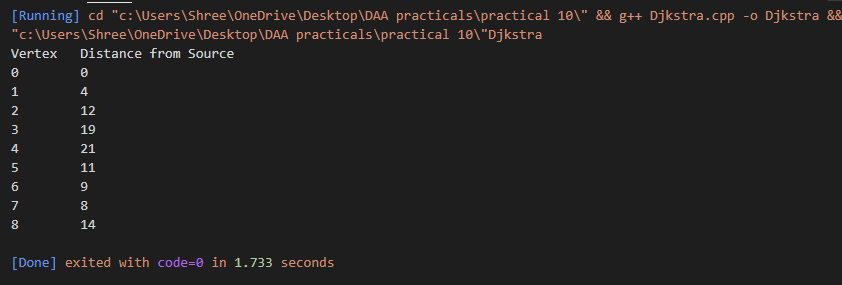 [Running] cd "c:\Users\Shree\OneDrive\Desktop\DAA practicals\practical 10\" && g++ Djkstra.cpp -o Djkstra &&
"c:\Users\Shree\OneDrive\Desktop\DAA practicals\practical 10\"Djkstra
Vertex   Distance from Source
0        0
1        4
2        12
3        19
4        21
5        11
6        9
7        8
8        14
[Done] exited with code=0 in 1.733 seconds